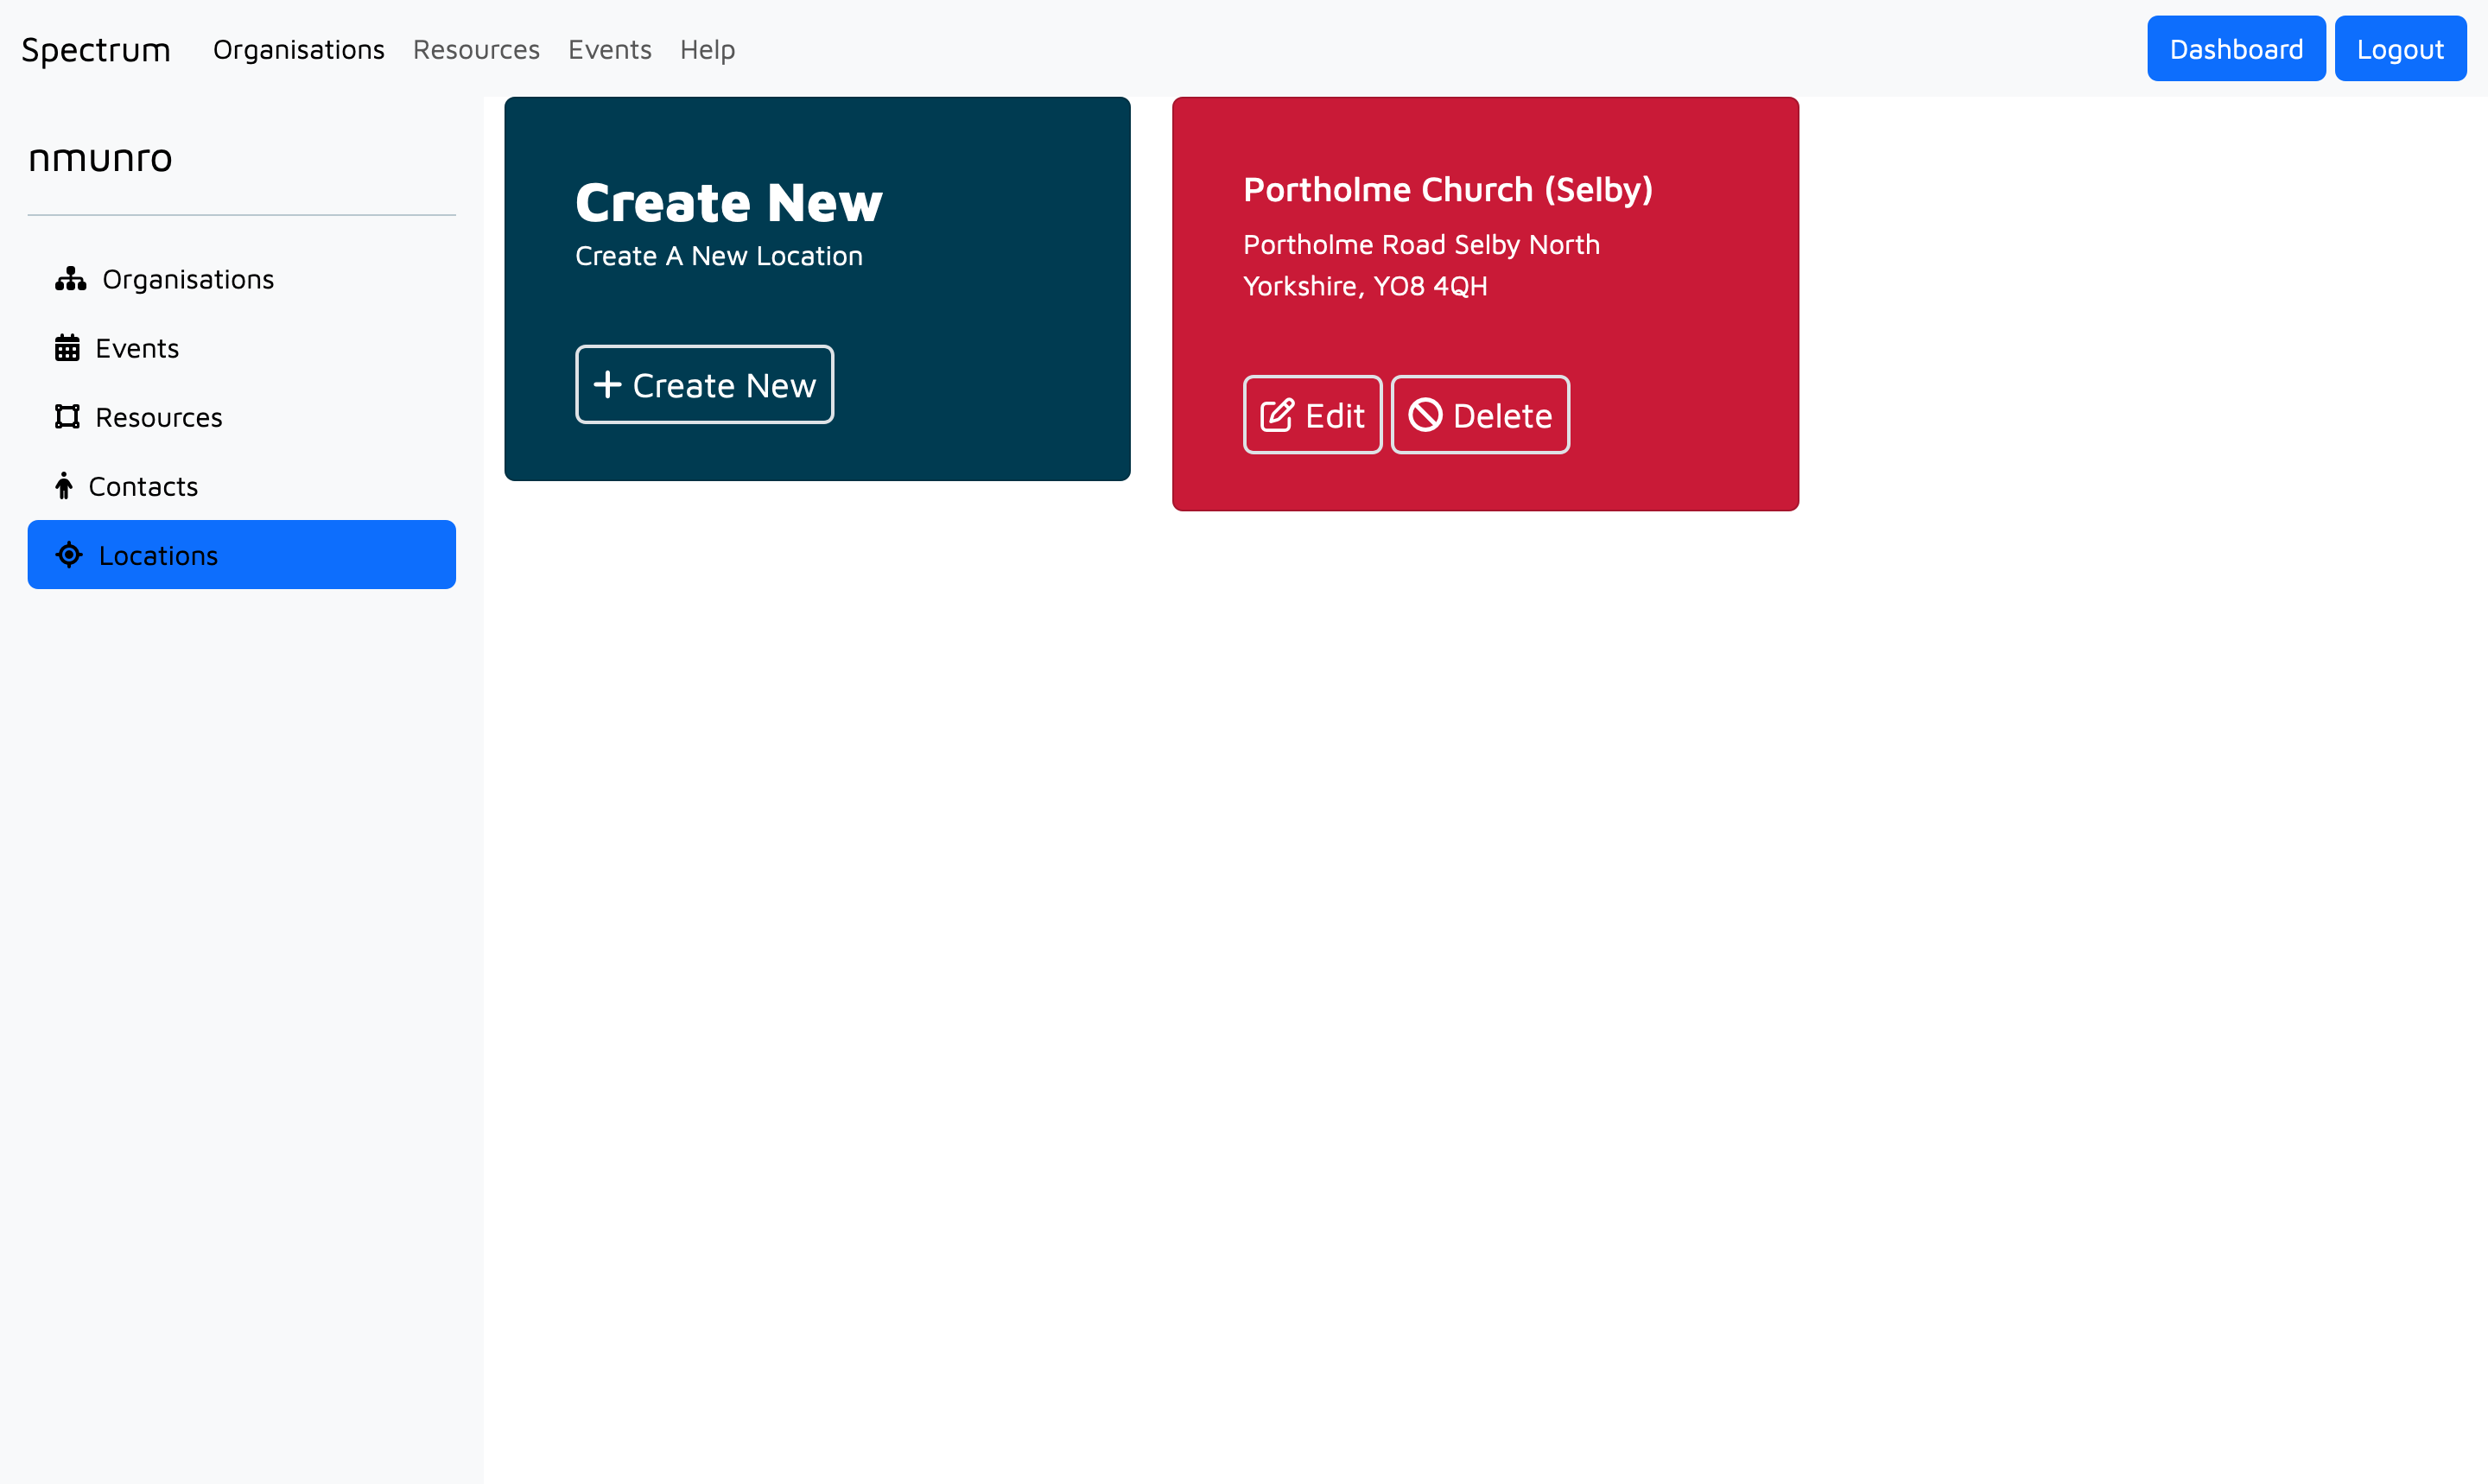 Spectrum Organisations Resources Events Help Dashboard Logout
nmunro
Organisations
Events
Resources
Contacts
Locations
Create New
Create A New Location
Create New
Portholme Church (Selby)
Portholme Road Selby North
Yorkshire, YO8 4QH
Edit Delete